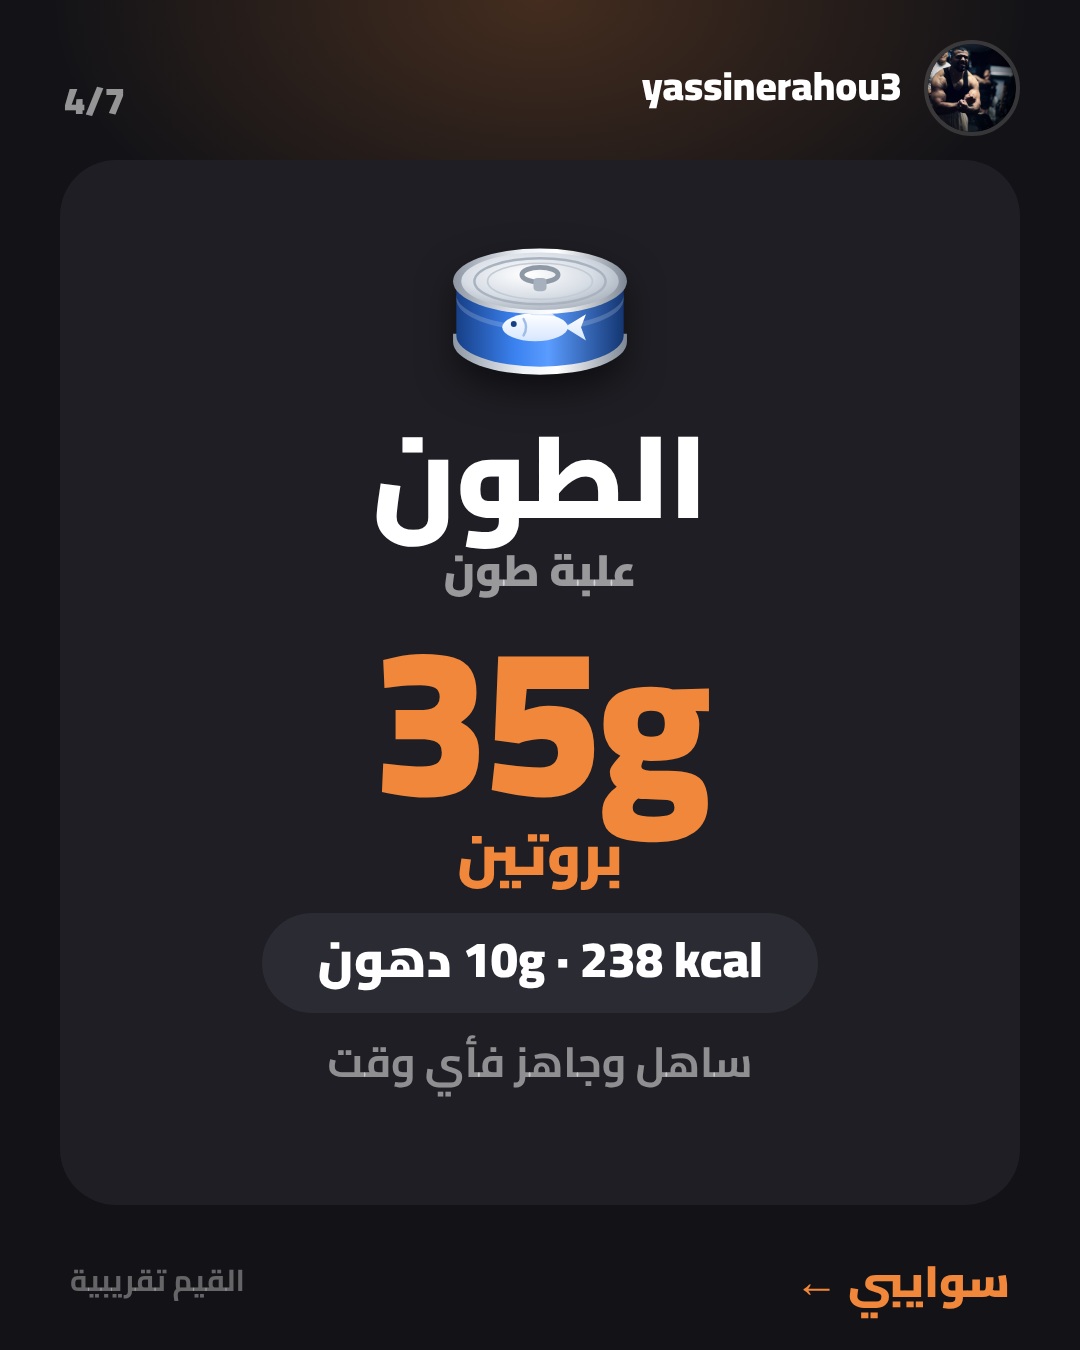 yassinerahou3
4/7
الطون
علبة طون
35g
بروتين
10g · 238 kcal دهون
ساهل وجاهز فأي وقت
سوايبي ←
القيم تقريبية